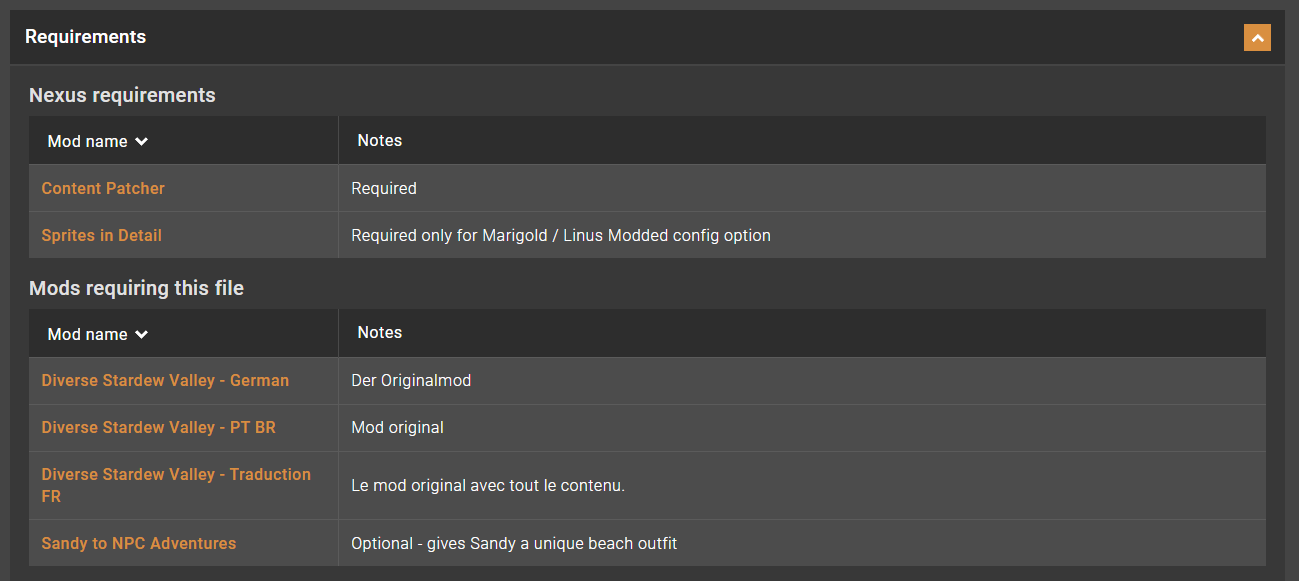 Requirements
Nexus requirements
Mod name Notes
Content Patcher Required
Sprites in Detail Required only for Marigold / Linus Modded config option
Mods requiring this file
Mod name Notes
Diverse Stardew Valley - German Der Originalmod
Diverse Stardew Valley - PT BR Mod original
Diverse Stardew Valley - Traduction
FR
Le mod original avec tout le contenu.
Sandy to NPC Adventures Optional - gives Sandy a unique beach outfit